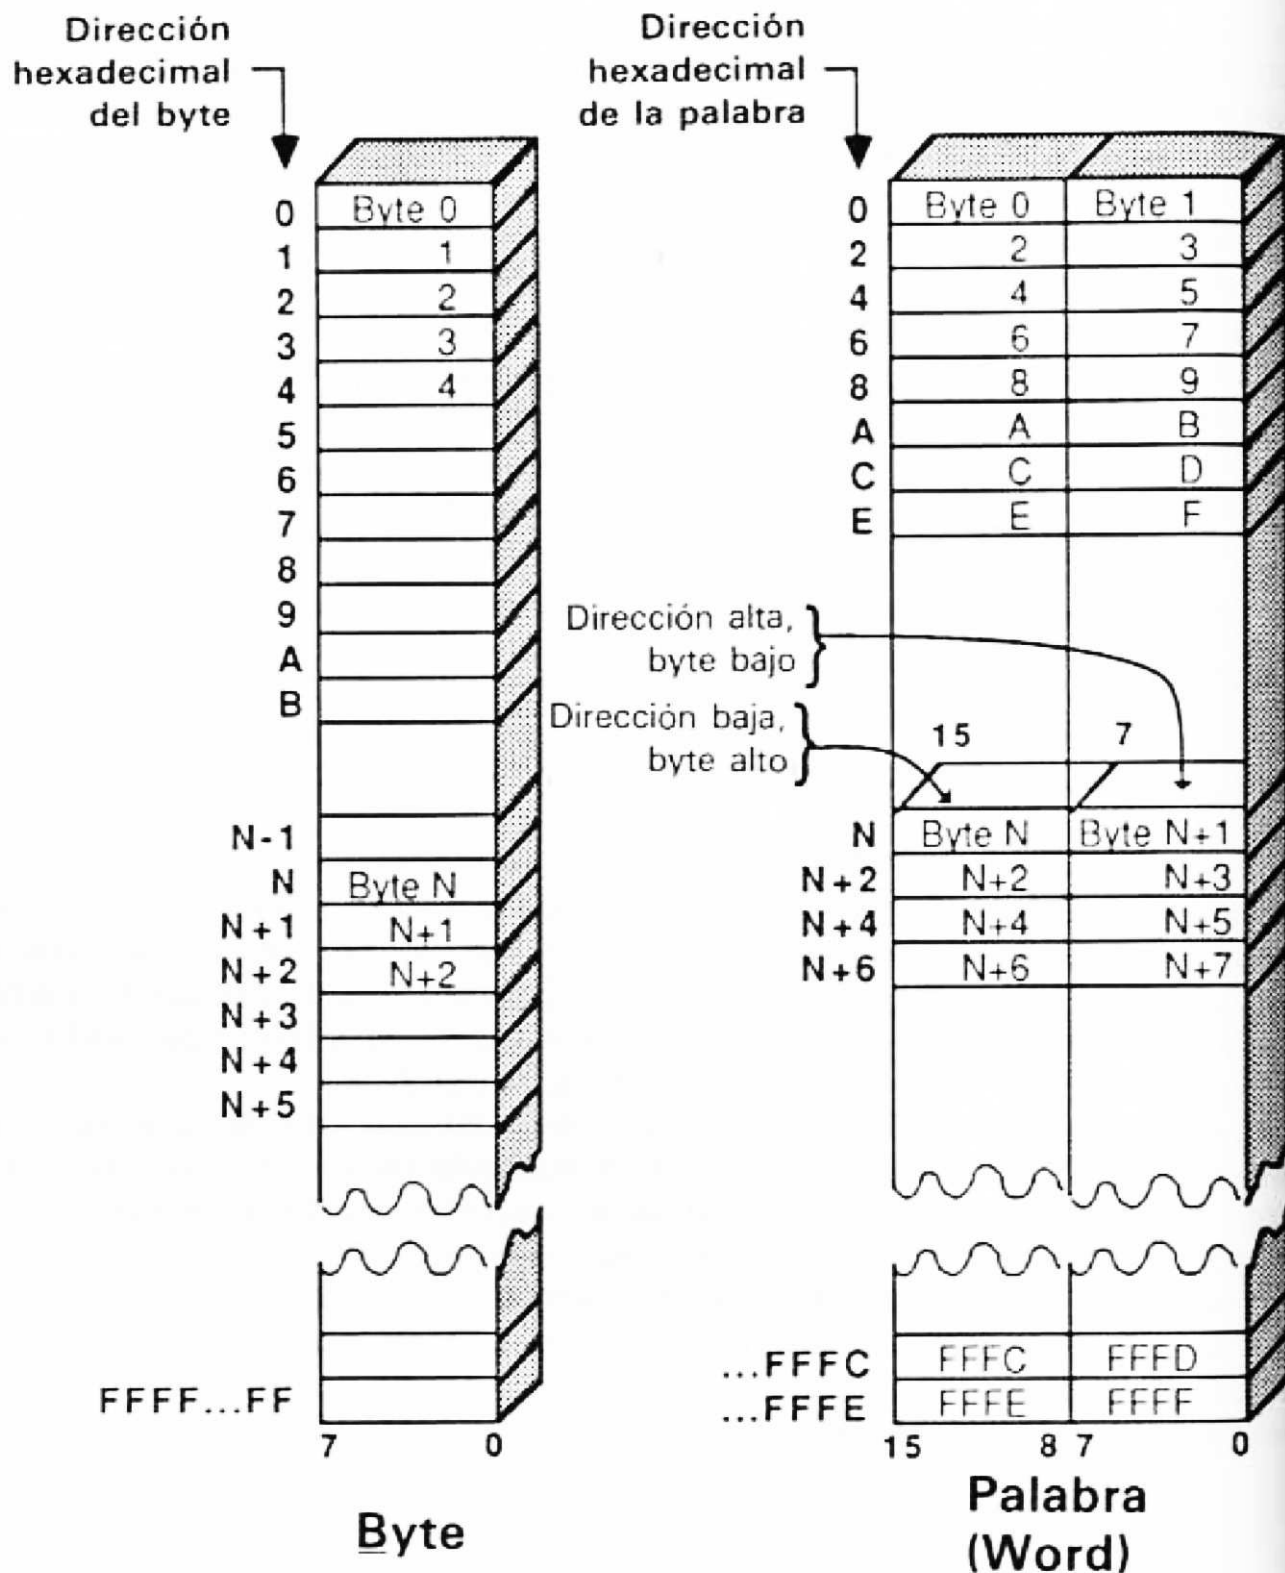 Dirección
hexadecimal
del byte
0
1
2
3
4
5
6
7
8
9
A
B
N-1
N
N+1
N+2
N+3
N+4
N+5
FFFF...FF
Byte 0
1
2
3
4
Byte N
N+1
N+2
7 0
Byte
Dirección
hexadecimal
de la palabra
0 Byte 0 Byte 1
2 2 3
4 4 5
6 6 7
8 8 9
A A B
C C D
E E F
Dirección alta,
byte bajo
Dirección baja,
byte alto
15 7
N Byte N Byte N+1
N+2 N+2 N+3
N+4 N+4 N+5
N+6 N+6 N+7
...FFFC FFFC FFFD
...FFFE FFFE FFFF
15 8 7 0
Palabra
(Word)